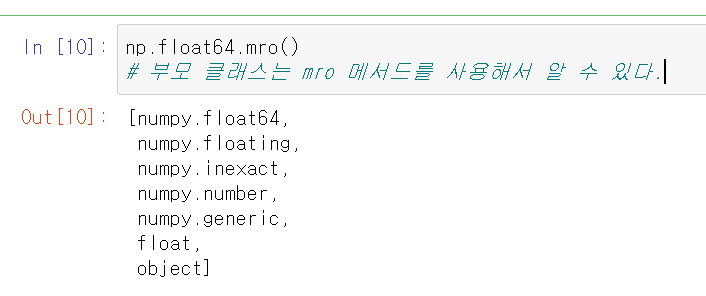 In [10]: np.float64.mro()
# 부모 클래스는 mro 메서드를 사용해서 알 수 있다.
Out[10]: [numpy.float64,
numpy.floating,
numpy.inexact,
numpy.number,
numpy.generic,
float,
object]